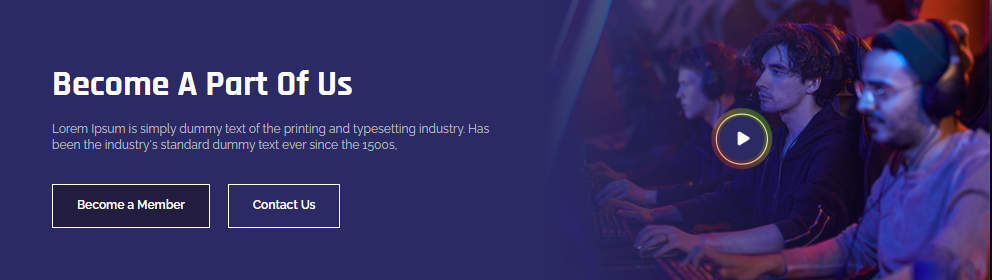 Become A Part Of Us
Lorem Ipsum is simply dummy text of the printing and typesetting industry. Has
been the industry's standard dummy text ever since the 1500s,
Become a Member
Contact Us